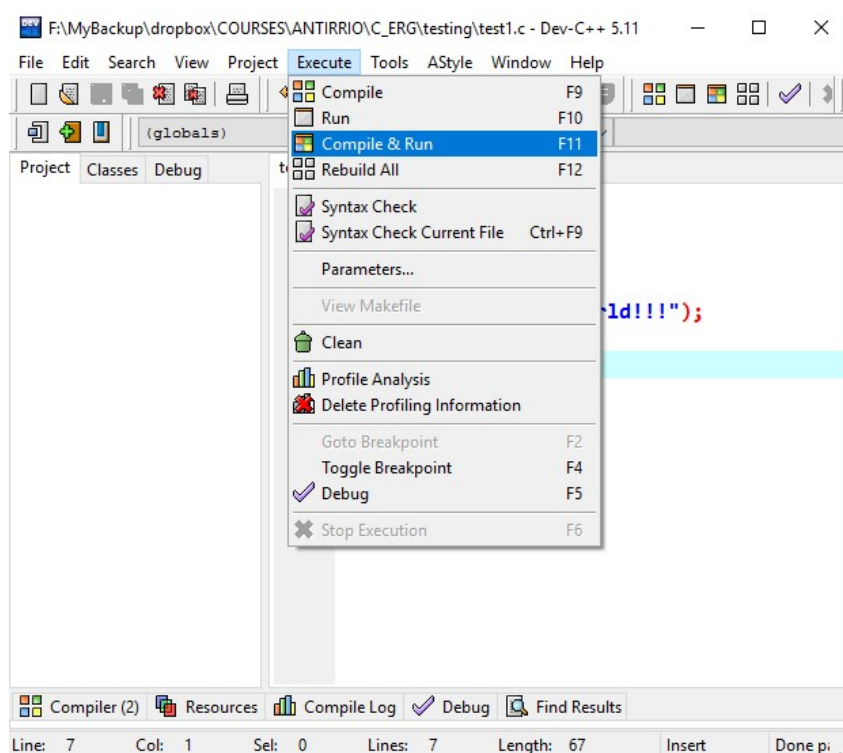 F:\MyBackup\dropbox\COURSES\ANTIRRIO\C_ERG\testing\test1.c - Dev-C++ 5.11
File Edit Search View Project Execute Tools AStyle Window Help
Compile F9
(globals)
Run F10
Compile & Run F11
Project Classes Debug
Rebuild All F12
Syntax Check
Syntax Check Current File Ctrl+F9
Parameters...
View Makefile
rld!!!");
Clean
Profile Analysis
Delete Profiling Information
Goto Breakpoint F2
Toggle Breakpoint F4
Debug F5
Stop Execution F6
Compiler (2) Resources Compile Log Debug Find Results
Line: 7 Col: 1 Sel: 0 Lines: 7 Length: 67 Insert Done